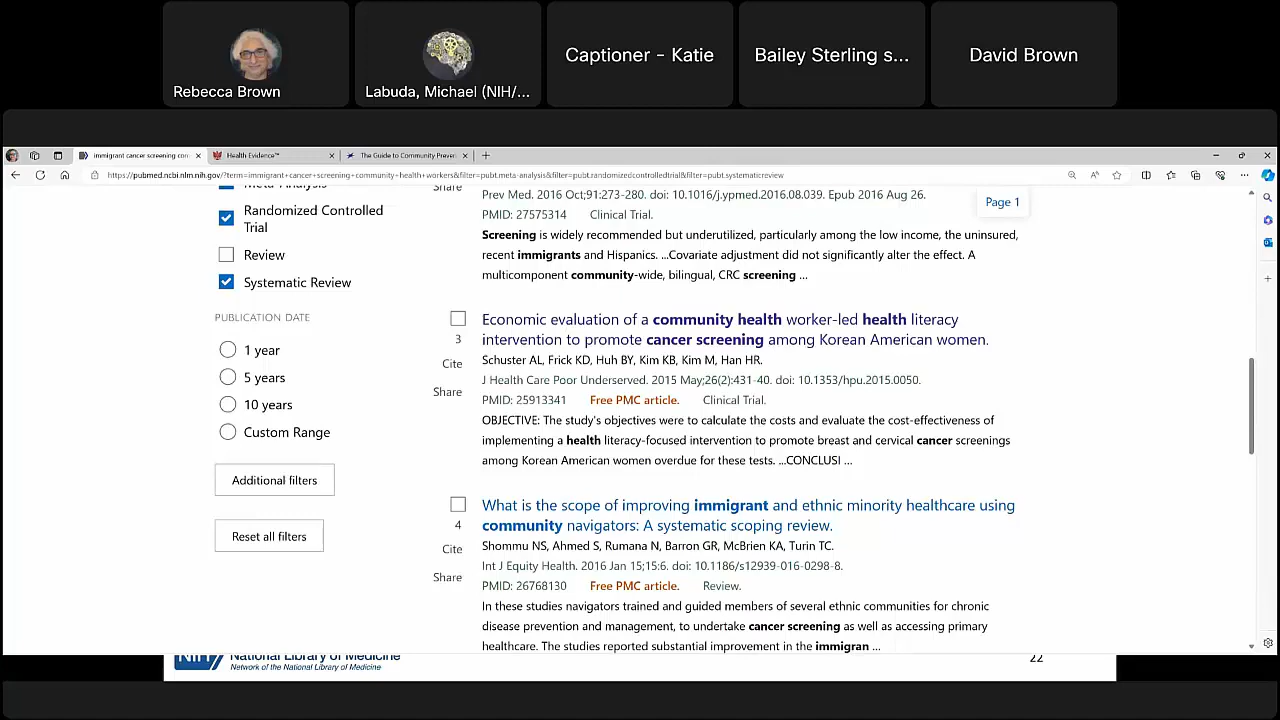 Rebecca Brown
Labuda, Michael (NIH/...
Captioner - Katie
Bailey Sterling s...
David Brown
immigrant cancer screening com
Health Evidence™
The Guide to Community Preven
https://pubmed.ncbi.nlm.nih.gov/?term=immigrant+cancer+screening+community+health+workers&filter=pubt.meta-analysis&filter=pubt.randomizedcontrolledtrial&filter=pubt.systematicreview
Meta-Analysis
Randomized Controlled
Trial
Review
Systematic Review
PUBLICATION DATE
1 year
5 years
10 years
Custom Range
Additional filters
Reset all filters
Share
Prev Med. 2016 Oct;91:273-280. doi: 10.1016/j.ypmed.2016.08.039. Epub 2016 Aug 26.
Page 1
PMID: 27575314 Clinical Trial.
Screening is widely recommended but underutilized, particularly among the low income, the uninsured,
recent immigrants and Hispanics. ...Covariate adjustment did not significantly alter the effect. A
multicomponent community-wide, bilingual, CRC screening ...
3
Cite
Share
Economic evaluation of a community health worker-led health literacy
intervention to promote cancer screening among Korean American women.
Schuster AL, Frick KD, Huh BY, Kim KB, Kim M, Han HR.
J Health Care Poor Underserved. 2015 May;26(2):431-40. doi: 10.1353/hpu.2015.0050.
PMID: 25913341 Free PMC article. Clinical Trial.
OBJECTIVE: The study's objectives were to calculate the costs and evaluate the cost-effectiveness of
implementing a health literacy-focused intervention to promote breast and cervical cancer screenings
among Korean American women overdue for these tests. ...CONCLUSI ...
4
Cite
Share
What is the scope of improving immigrant and ethnic minority healthcare using
community navigators: A systematic scoping review.
Shommu NS, Ahmed S, Rumana N, Barron GR, McBrien KA, Turin TC.
Int J Equity Health. 2016 Jan 15;15:6. doi: 10.1186/s12939-016-0298-8.
PMID: 26768130 Free PMC article. Review.
In these studies navigators trained and guided members of several ethnic communities for chronic
disease prevention and management, to undertake cancer screening as well as accessing primary
healthcare. The studies reported substantial improvement in the immigran ...
NIH
National Library of Medicine
Network of the National Library of Medicine
22